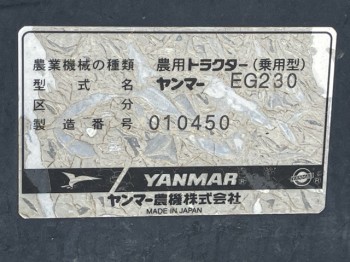 農業機械の種類 農用トラクター(乗用型)
型式名 ヤンマー EG230
区分
製造番号 010450
YANMAR
ヤンマー農機株式会社
MADE IN JAPAN